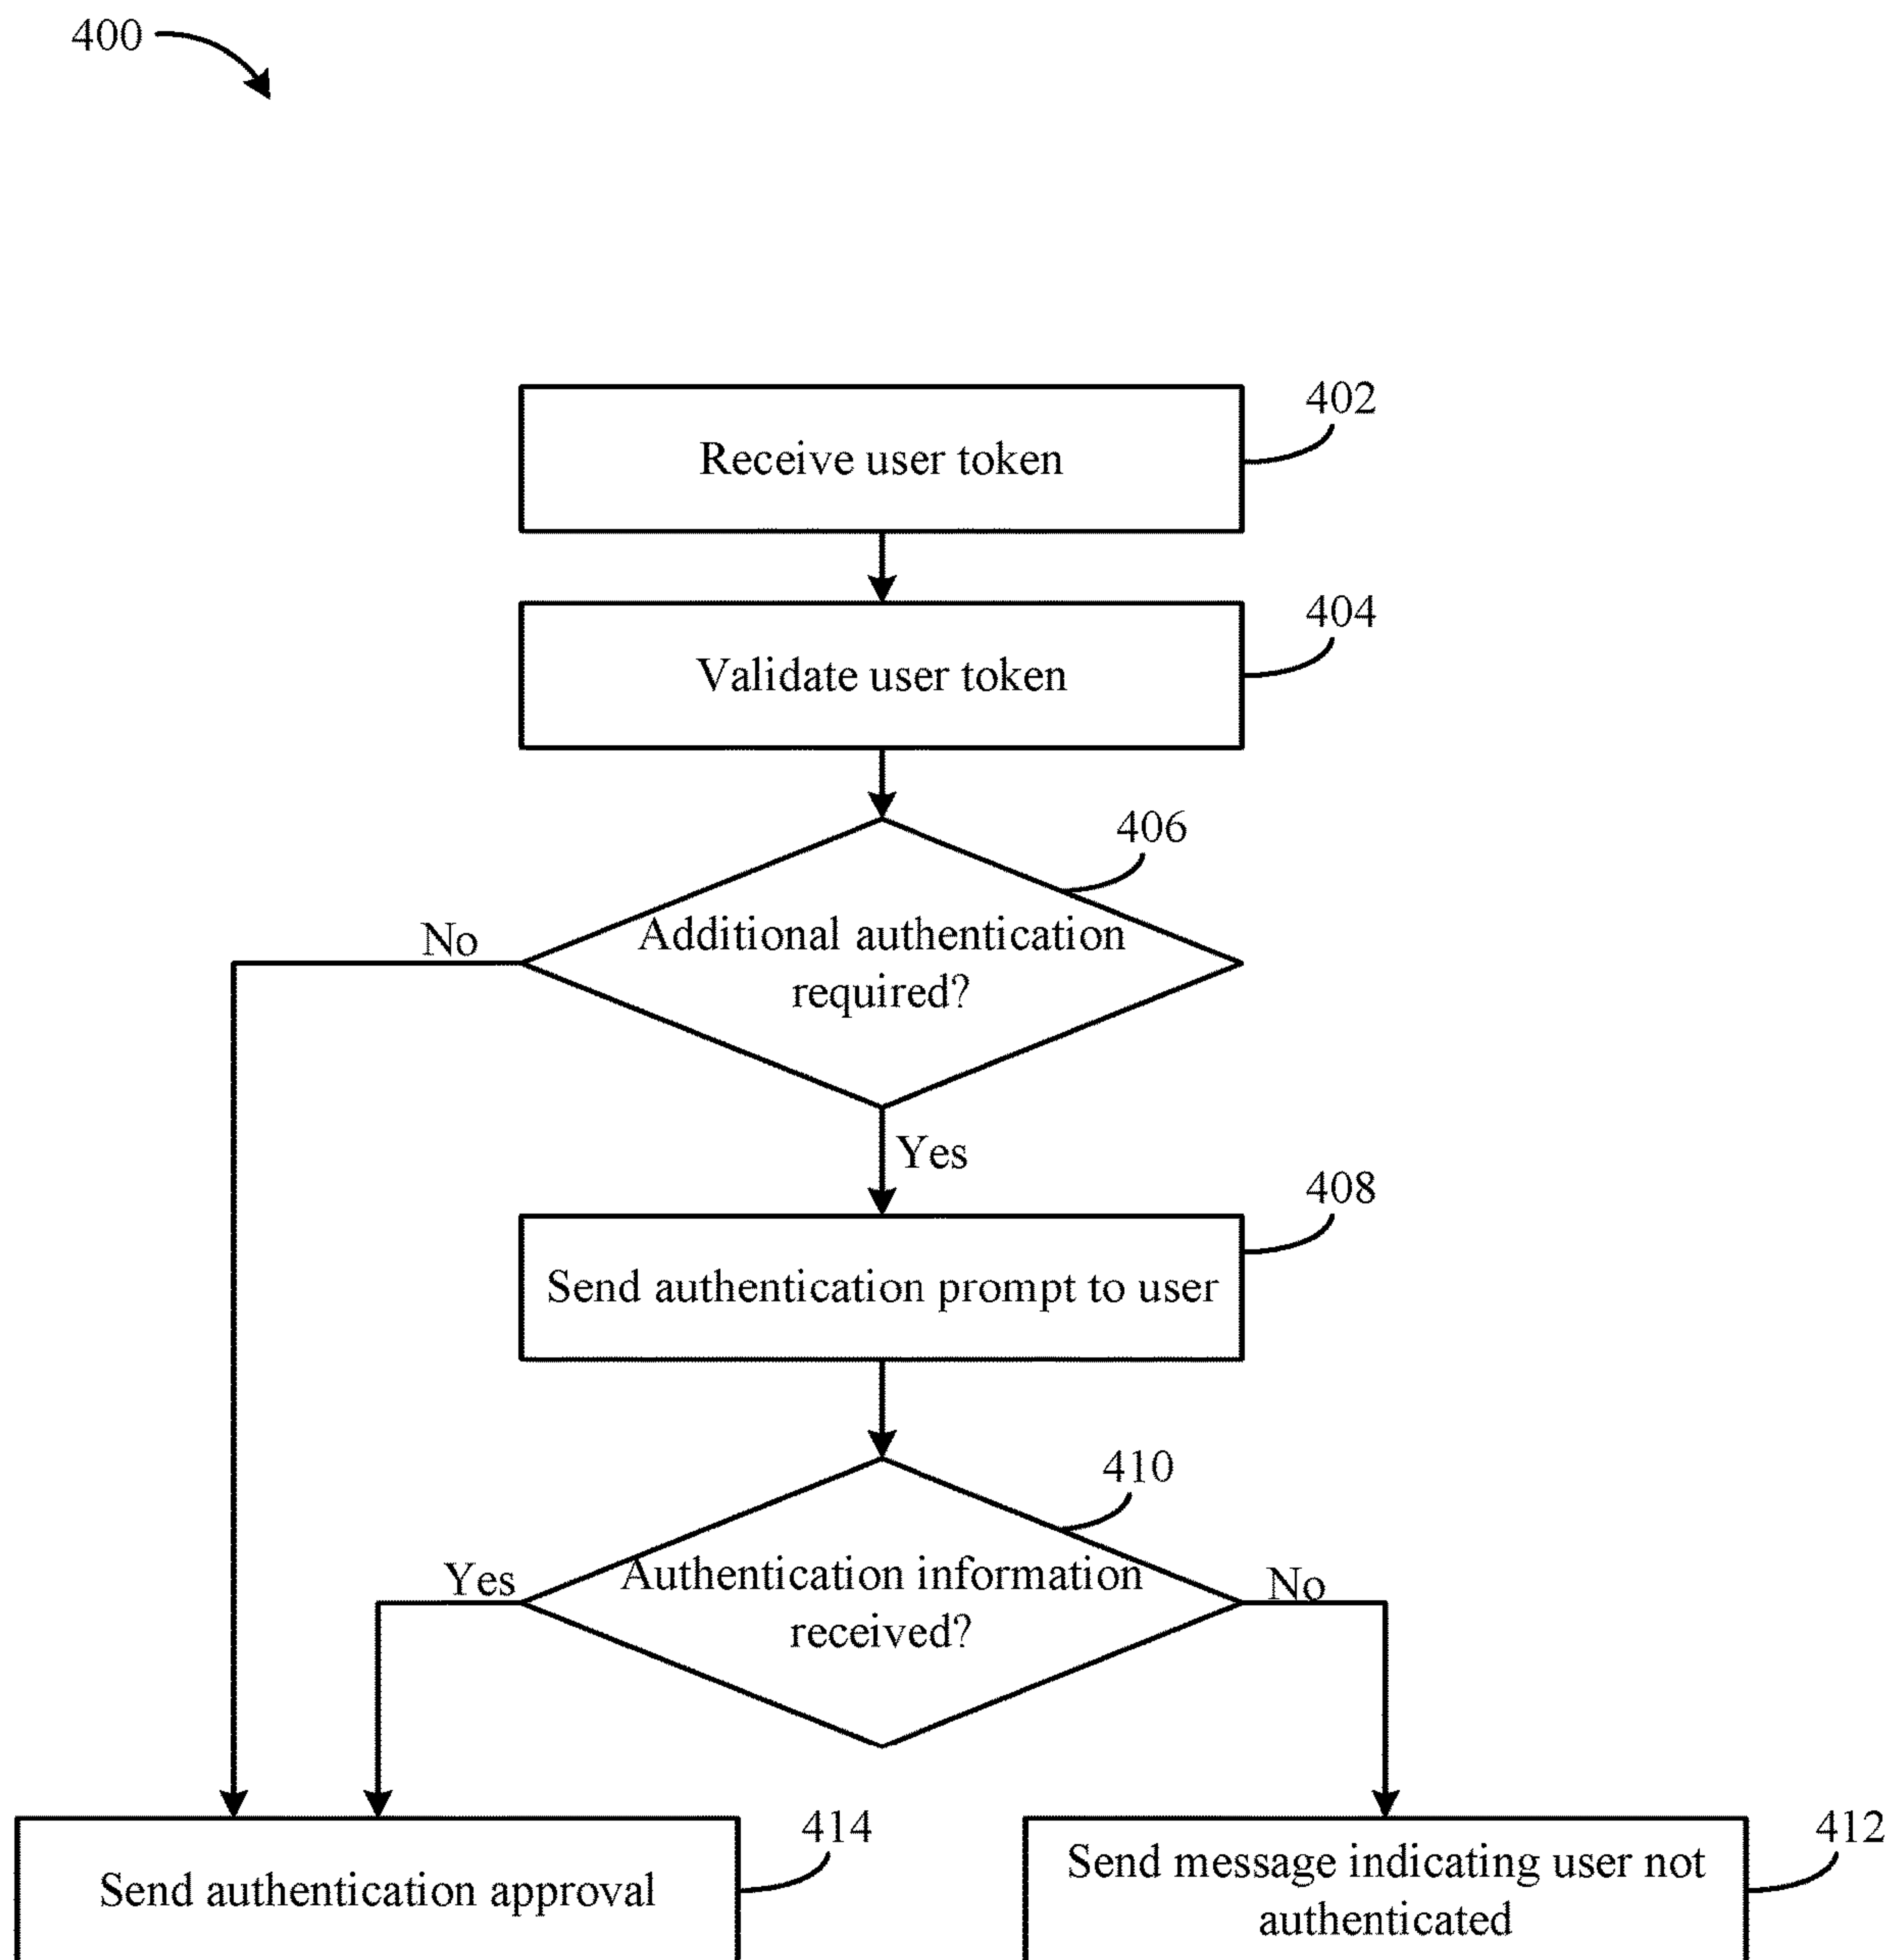 400
402
Receive user token
404
Validate user token
406
Additional authentication
required?
No
Yes
408
Send authentication prompt to user
410
Authentication information
received?
Yes
No
414
Send authentication approval
412
Send message indicating user not
authenticated